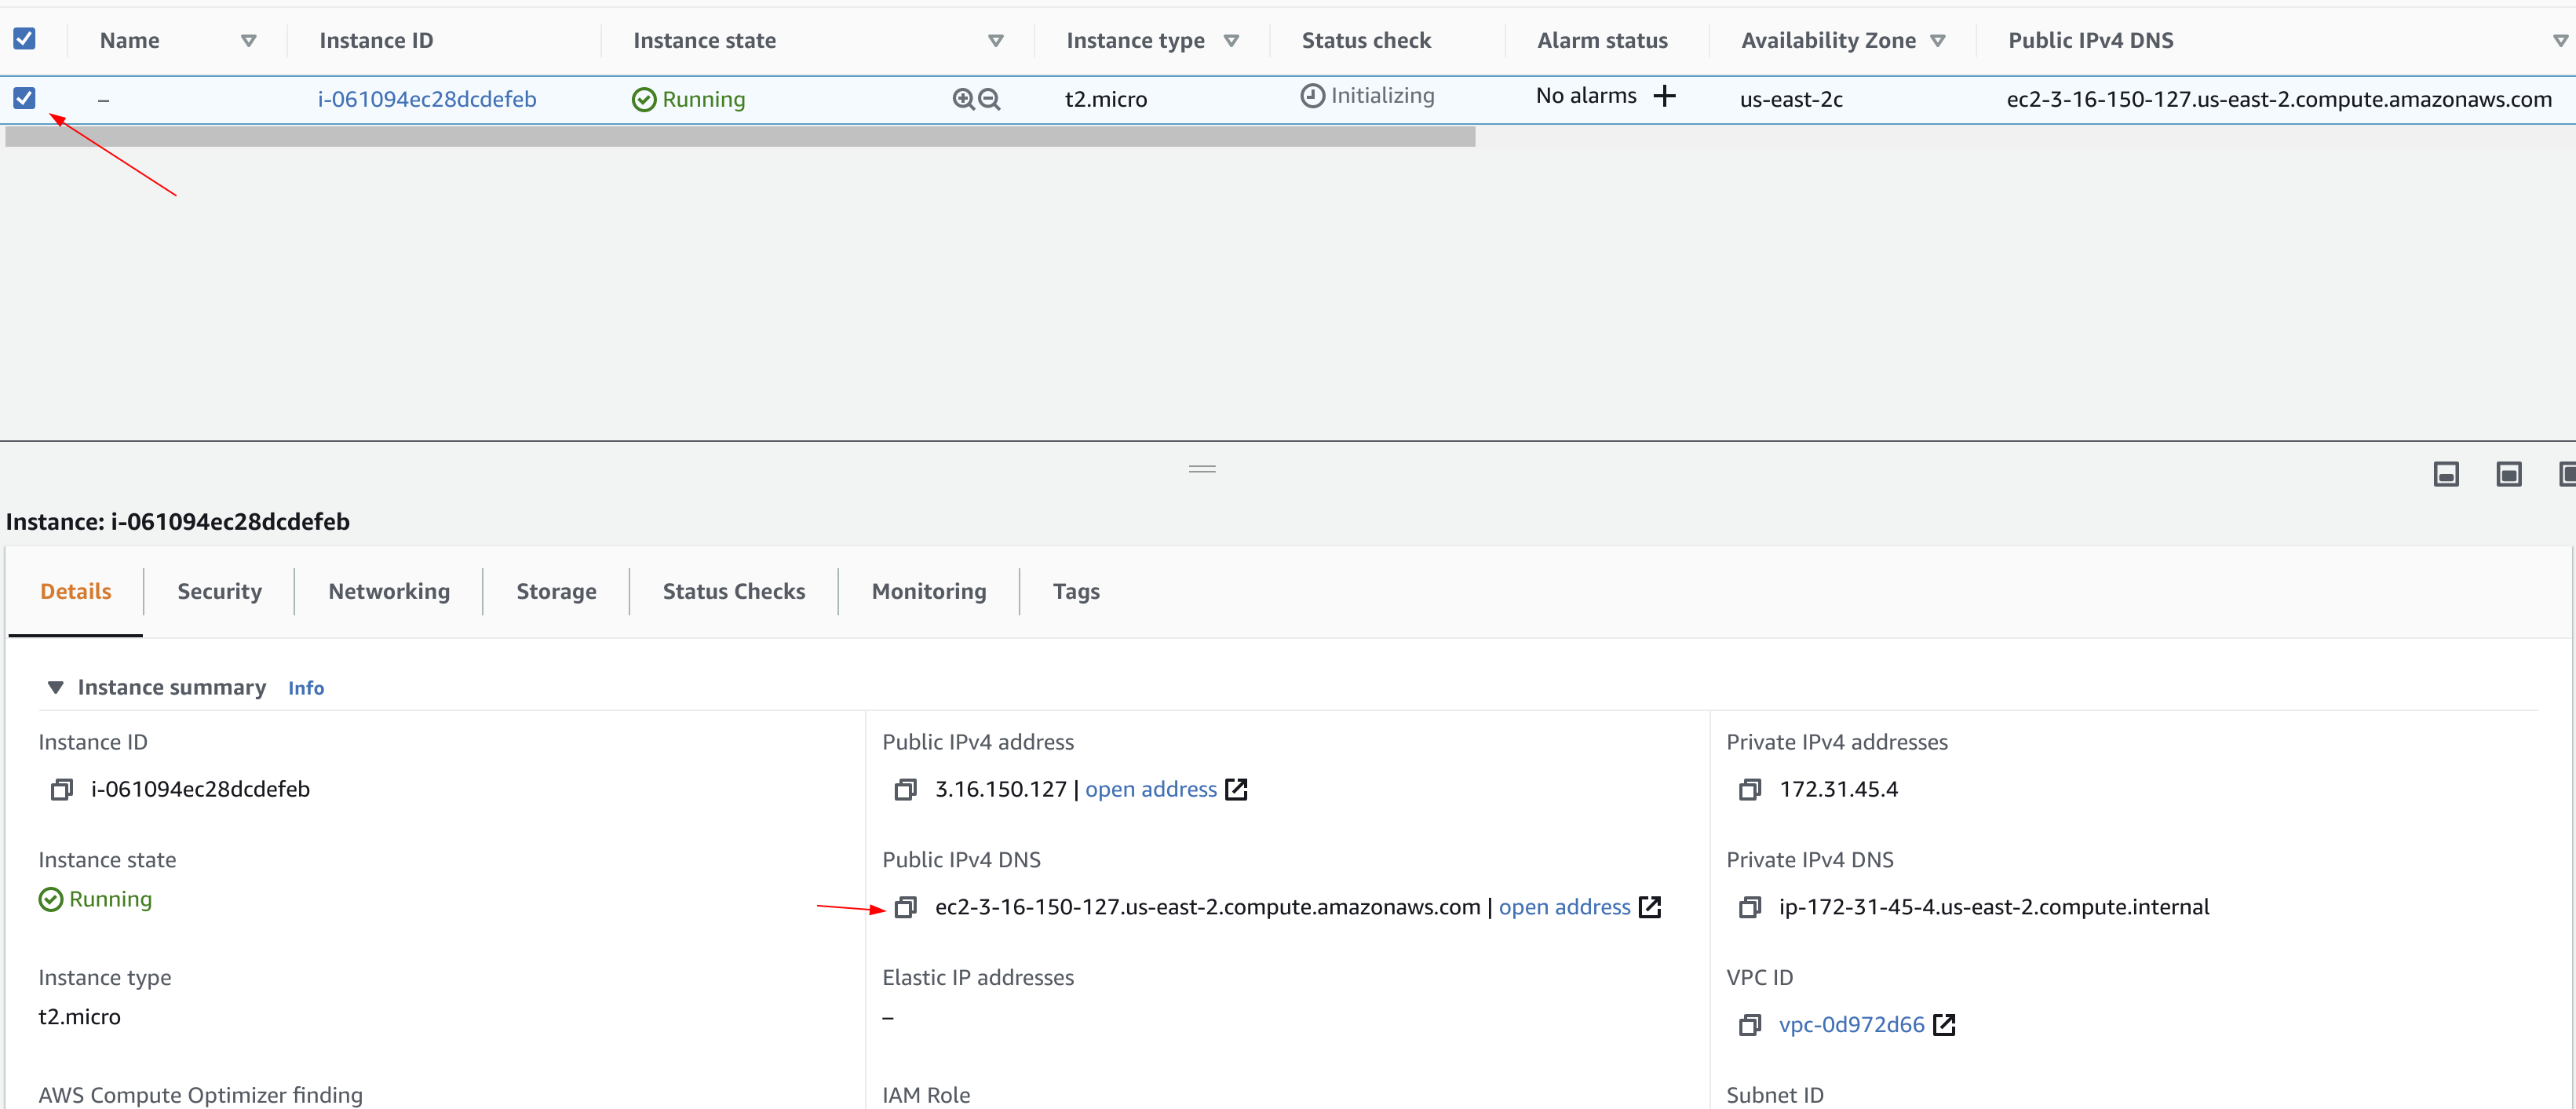 Name Instance ID Instance state Instance type Status check Alarm status Availability Zone Public IPv4 DNS
– i-061094ec28dcdefeb Running t2.micro Initializing No alarms + us-east-2c ec2-3-16-150-127.us-east-2.compute.amazonaws.com
Instance: i-061094ec28dcdefeb
Details Security Networking Storage Status Checks Monitoring Tags
Instance summary Info
Instance ID
i-061094ec28dcdefeb
Public IPv4 address
3.16.150.127 | open address
Private IPv4 addresses
172.31.45.4
Instance state
Running
Public IPv4 DNS
ec2-3-16-150-127.us-east-2.compute.amazonaws.com | open address
Private IPv4 DNS
ip-172-31-45-4.us-east-2.compute.internal
Instance type
t2.micro
Elastic IP addresses
–
VPC ID
vpc-0d972d66
AWS Compute Optimizer finding
IAM Role
Subnet ID